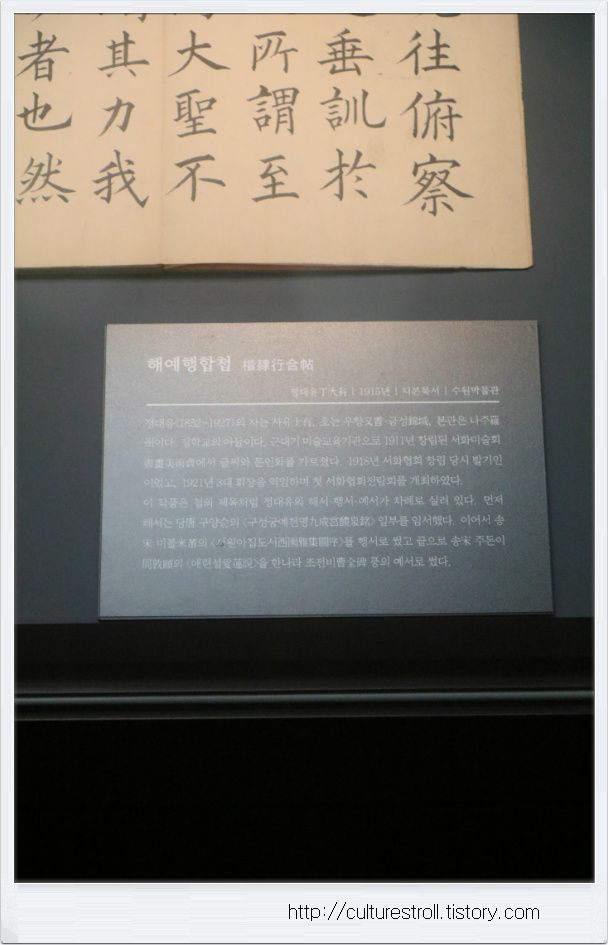 往俯察
垂訓於
所謂至
大聖不
其力我
者也然
해예행합첩 楷隸行合帖
정대유丁大有 | 1915년 | 지본묵서 | 수원박물관
정대유(1852~1927)의 자는 사유士有, 호는 우향又香·금성錦城, 본관은 나주羅
州이다. 정학교의 아들이다. 근대기 미술교육기관으로 1911년 창립된 서화미술회
書畫美術會에서 글씨와 문인화를 가르쳤다. 1918년 서화협회 창립 당시 발기인
이었고, 1921년 3대 회장을 역임하며 첫 서화협회전람회를 개최하였다.
이 작품은 첩의 제목처럼 정대유의 해서·행서·예서가 차례로 실려 있다. 먼저
해서는 당唐 구양순의 《구성궁예천명九成宮醴泉銘》 일부를 임서했다. 이어서 송
宋 미불米芾의 《서원아집도서西園雅集圖序》를 행서로 썼고 끝으로 송宋 주돈이
周敦頤의 《애련설愛蓮說》을 한나라 조전비曹全碑 풍의 예서로 썼다.
http://culturestroll.tistory.com